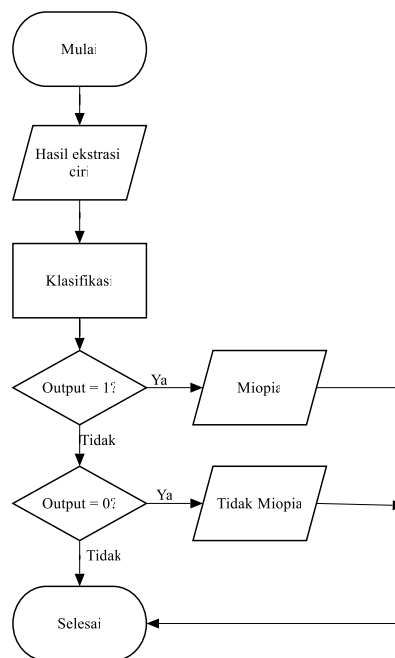 Mulai
Hasil ekstrasi
ciri
Klasifikasi
Output = 1?
Ya
Miopia
Tidak
Output = 0?
Ya
Tidak Miopia
Tidak
Selesai